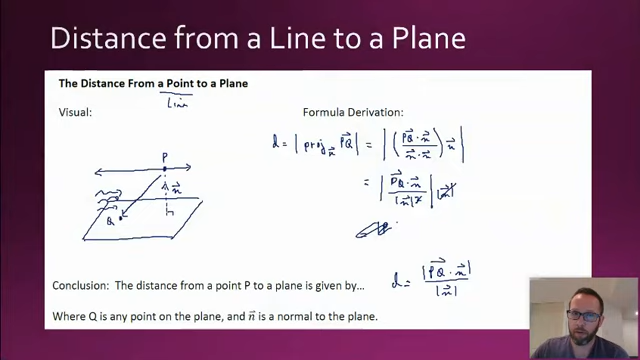 Distance from a Line to a Plane
The Distance From a Point to a Plane
Line
Visual:
Formula Derivation:
P
n
Q
d = | proj_n PQ | = | ( PQ · n / n · n ) n |
= | PQ · n / |n|² | |n|
Conclusion: The distance from a point P to a plane is given by...
d = |PQ · n| / |n|
Where Q is any point on the plane, and n is a normal to the plane.